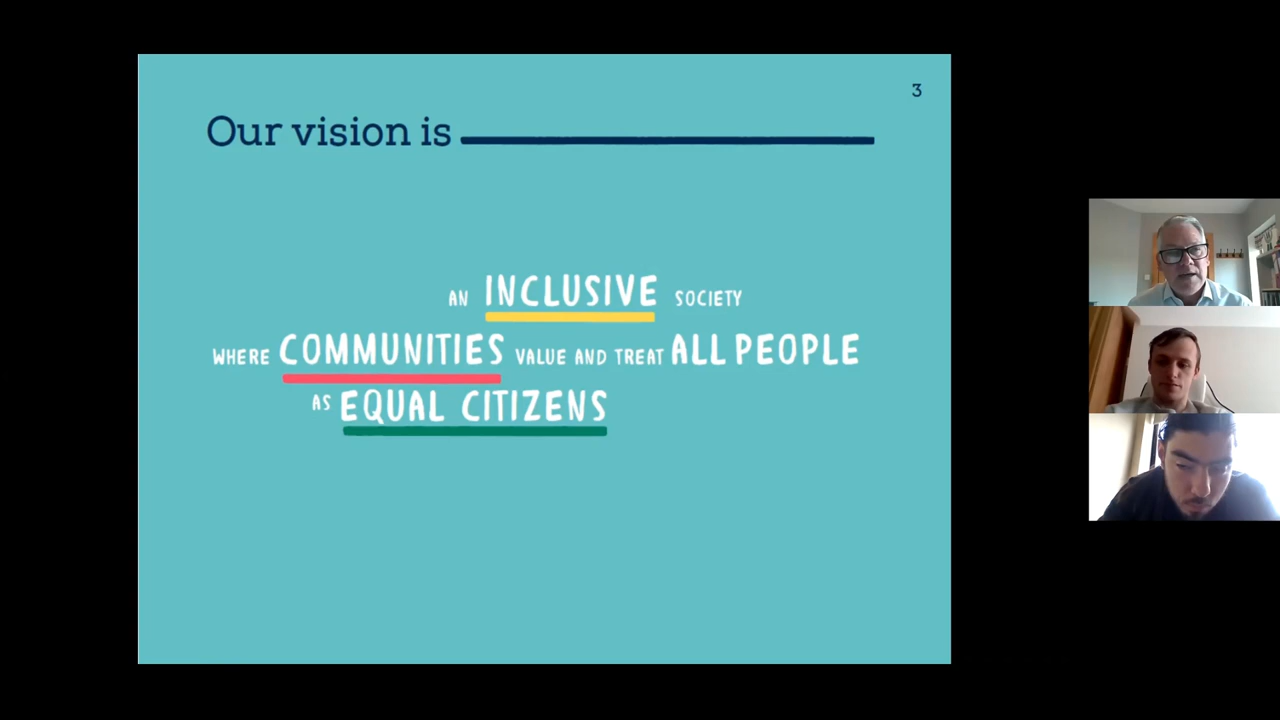 3
Our vision is
AN INCLUSIVE SOCIETY
WHERE COMMUNITIES VALUE AND TREAT ALL PEOPLE
AS EQUAL CITIZENS